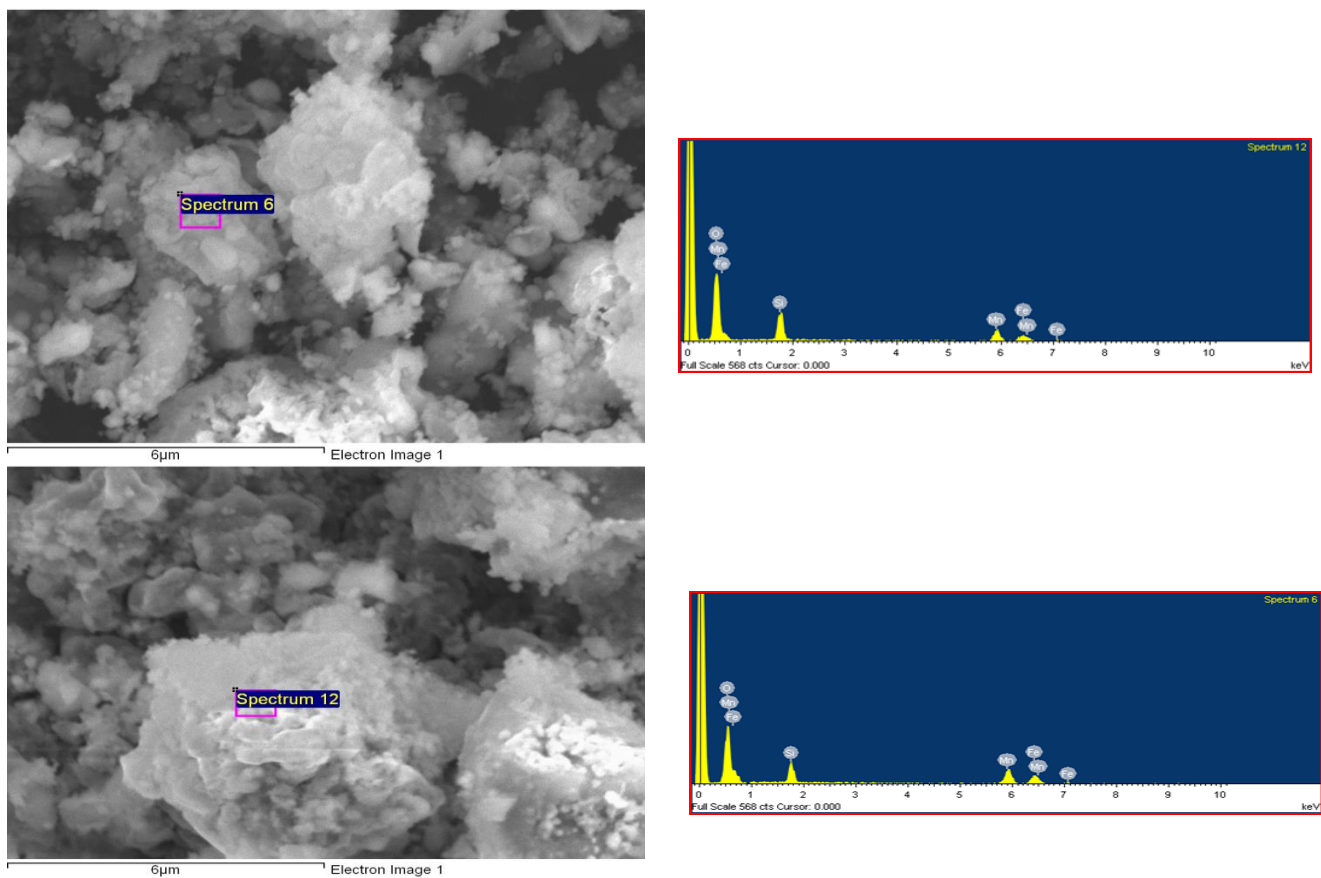 Spectrum 6
6µm Electron Image 1
Spectrum 12
O
Mn
Fe
Si
Mn
Fe
Mn
Fe
0 1 2 3 4 5 6 7 8 9 10
Full Scale 568 cts Cursor: 0.000 keV
Spectrum 12
6µm Electron Image 1
Spectrum 6
O
Mn
Fe
Si
Mn
Fe
Mn
Fe
0 1 2 3 4 5 6 7 8 9 10
Full Scale 568 cts Cursor: 0.000 keV